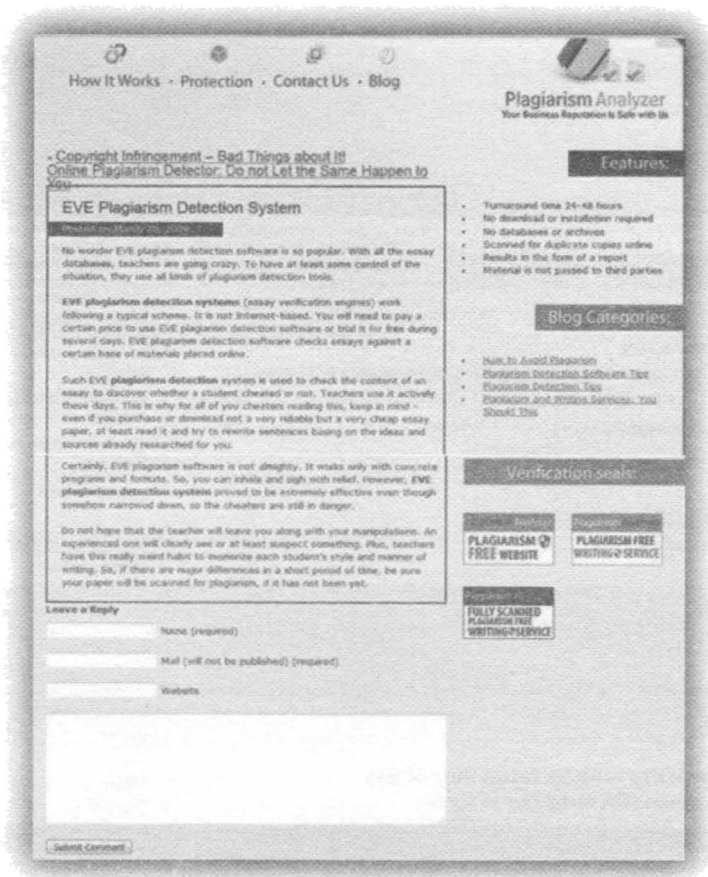 How It Works • Protection • Contact Us • Blog
Plagiarism Analyzer
Your Business Reputation Is Safe with Us
• Copyright Infringement – Bad Things about It!
Online Plagiarism Detector: Do not Let the Same Happen to
You •
EVE Plagiarism Detection System
No wonder EVE plagiarism detection software is so popular. With all the essay
databases, teachers are going crazy. To have at least some control of the
situation, they use all kinds of plagiarism detection tools.
EVE plagiarism detection systems (essay verification engines) work
following a typical scheme. It is not Internet-based. You will need to pay a
certain price to use EVE plagiarism detection software or trial it for free during
several days. EVE plagiarism detection software checks essays against a
certain base of materials placed online.
Such EVE plagiarism detection system is used to check the content of an
essay to discover whether a student cheated or not. Teachers use it actively
these days. This is why for all of you cheaters reading this, keep in mind –
even if you purchase or download not a very reliable but a very cheap essay
paper, at least read it and try to rewrite sentences basing on the ideas and
sources already researched for you.
Certainly, EVE plagiarism software is not almighty. It works only with concrete
programs and formats. So, you can inhale and sigh with relief. However, EVE
plagiarism detection system proved to be extremely effective even though
somehow narrowed down, so the cheaters are still in danger.
Do not hope that the teacher will leave you along with your manipulations. An
experienced one will clearly see or at least suspect something. Plus, teachers
have this really weird habit to memorize each student's style and manner of
writing. So, if there are major differences in a short period of time, be sure
your paper will be scanned for plagiarism, if it has not been yet.
Leave a Reply
Name (required)
Mail (will not be published) (required)
Website
Submit Comment
Features:
• Turnaround time 24-48 hours
• No download or installation required
• No databases or archives
• Scanned for duplicate copies online
• Results in the form of a report
• Material is not passed to third parties
Blog Categories:
• How to Avoid Plagiarism
• Plagiarism Detection Software Tips
• Plagiarism Detection Tips
• Plagiarism and Writing Services: You
Should This
Verification seals:
PLAGIARISM
FREE WEBSITE
PLAGIARISM FREE
WRITING SERVICE
FULLY SCANNED
PLAGIARISM FREE
WRITING SERVICE